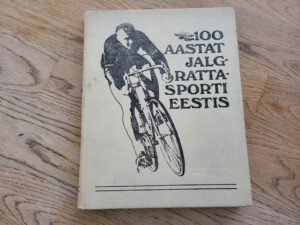 100
AASTAT
JALG-
RATTA-
SPORTI
EESTIS